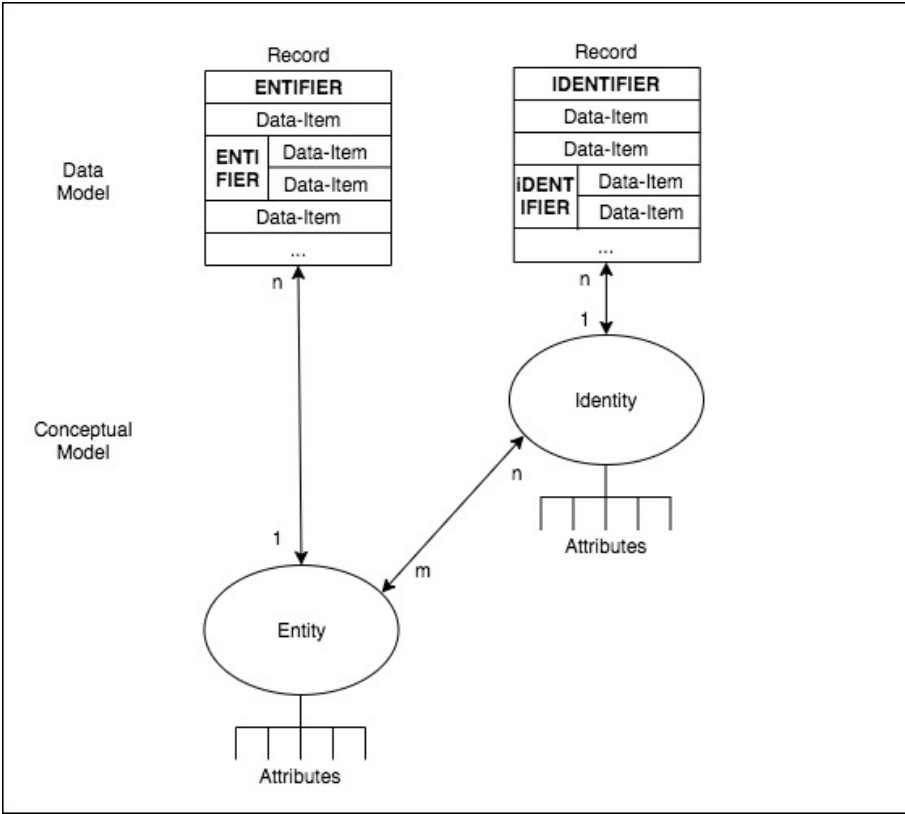 Record
ENTIFIER
Data-Item
ENTI
FIER
Data-Item
Data-Item
Data-Item
...
n
Record
IDENTIFIER
Data-Item
Data-Item
iDENT
IFIER
Data-Item
Data-Item
...
n
Data
Model
1
Identity
Conceptual
Model
n
Attributes
1
m
Entity
Attributes